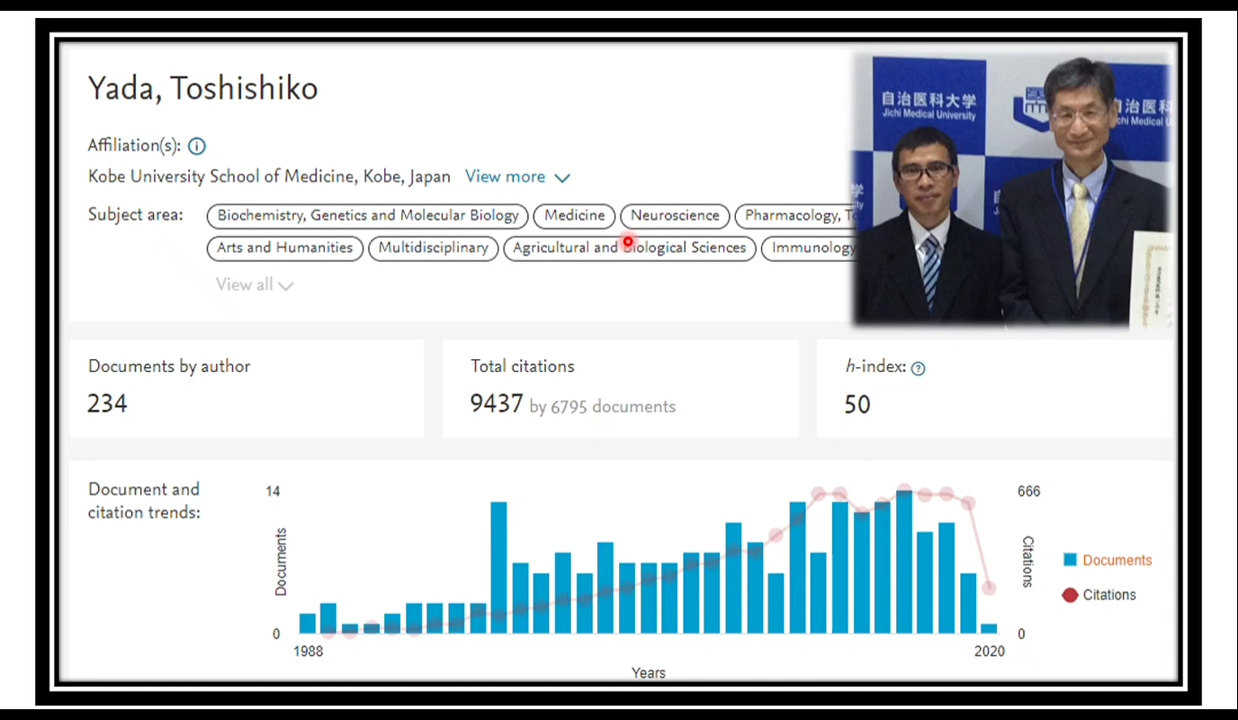 Yada, Toshishiko
Affiliation(s):
Kobe University School of Medicine, Kobe, Japan View more
Subject area: Biochemistry, Genetics and Molecular Biology Medicine Neuroscience Pharmacology,
Arts and Humanities Multidisciplinary Agricultural and Biological Sciences Immunology
View all
自治医科大学
Jichi Medical University
自治医科
Jichi Medical U
Documents by author
234
Total citations
9437 by 6795 documents
h-index:
50
Document and
citation trends:
14
0
Documents
1988
2020
Years
666
0
Citations
Documents
Citations